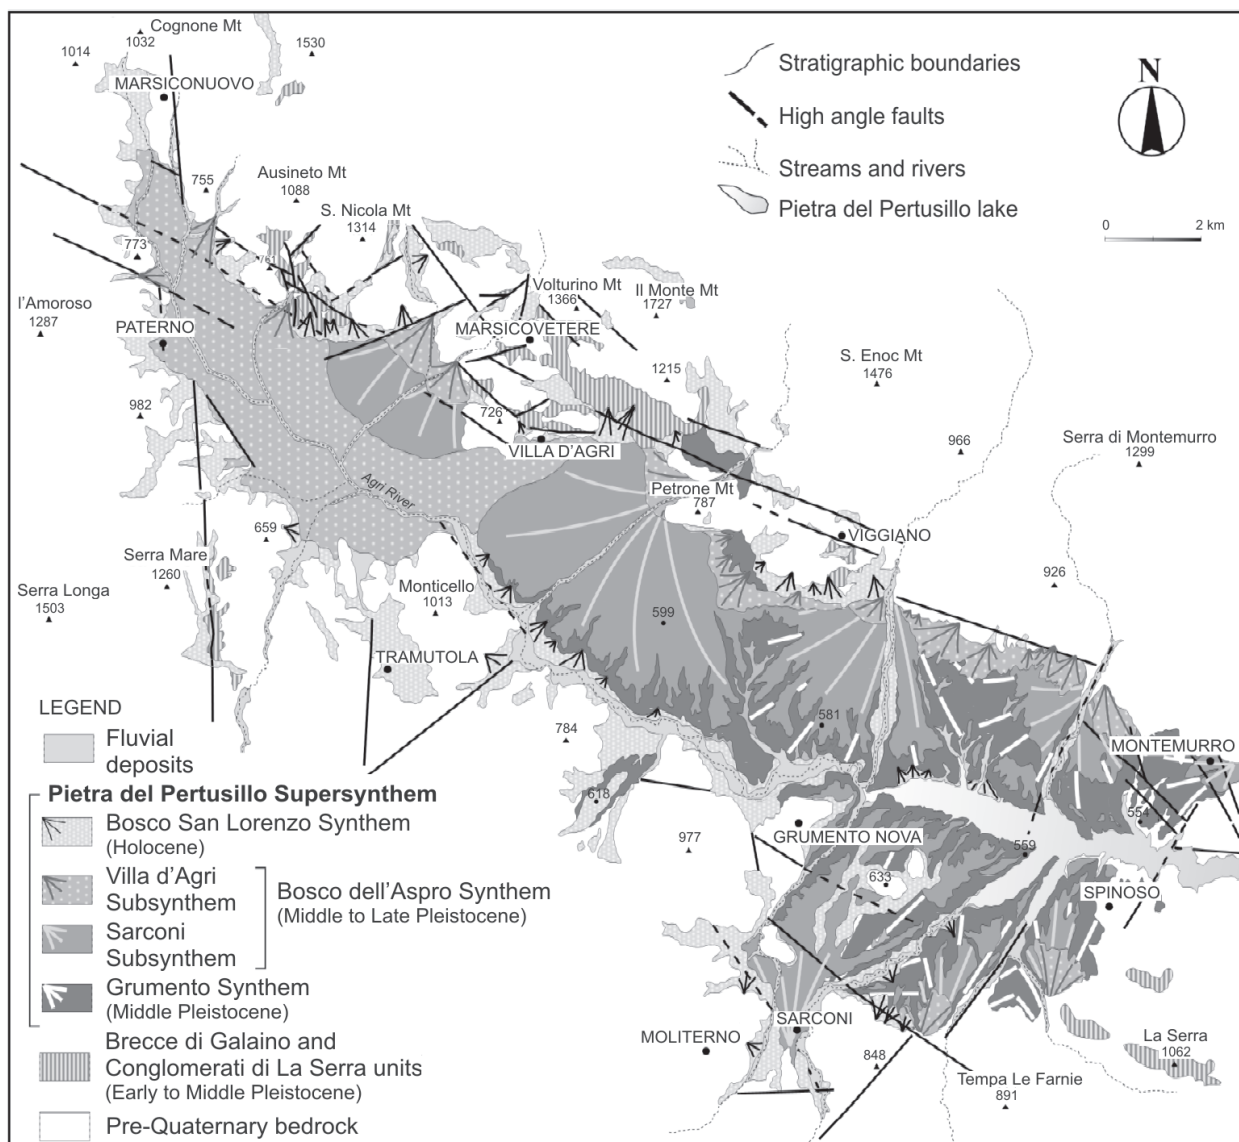 Cognone Mt
1032
1014
1530
MARSICONUOVO
Stratigraphic boundaries
High angle faults
Streams and rivers
Pietra del Pertusillo lake
N
0 2 km
755
Ausineto Mt
1088
S. Nicola Mt
1314
773
761
l'Amoroso
1287
PATERNO
Volturino Mt
1366
Il Monte Mt
1727
MARSICOVETERE
S. Enoc Mt
1476
1215
982
726
VILLA D'AGRI
966
Serra di Montemurro
1299
Agri River
Petrone Mt
787
VIGGIANO
659
Serra Mare
1260
Serra Longa
1503
Monticello
1013
926
599
TRAMUTOLA
581
784
MONTEMURRO
618
554
977
GRUMENTO NOVA
559
633
SPINOSO
SARCONI
MOLITERNO
848
La Serra
1062
Tempa Le Farnie
891
LEGEND
Fluvial
deposits
Pietra del Pertusillo Supersynthem
Bosco San Lorenzo Synthem
(Holocene)
Villa d'Agri
Subsynthem
Bosco dell'Aspro Synthem
(Middle to Late Pleistocene)
Sarconi
Subsynthem
Grumento Synthem
(Middle Pleistocene)
Brecce di Galaino and
Conglomerati di La Serra units
(Early to Middle Pleistocene)
Pre-Quaternary bedrock